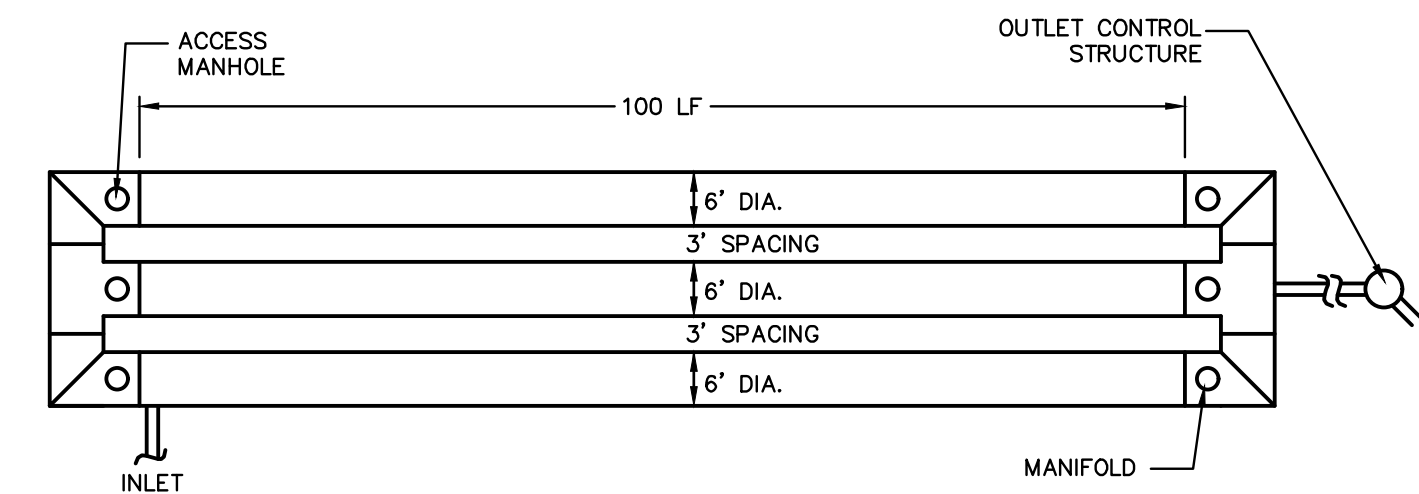 ACCESS
MANHOLE
OUTLET CONTROL
STRUCTURE
100 LF
6' DIA.
3' SPACING
6' DIA.
3' SPACING
6' DIA.
INLET
MANIFOLD